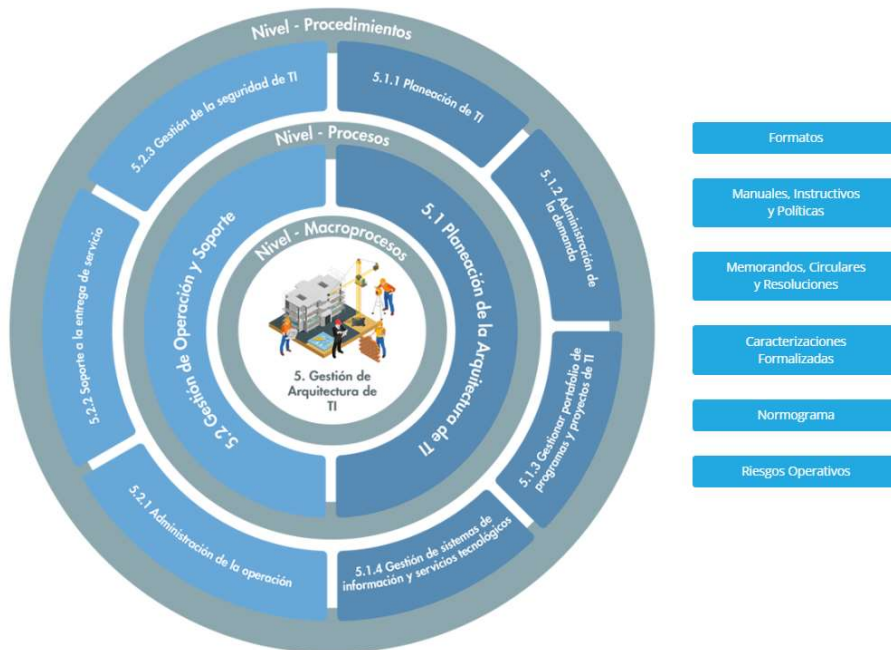 Nivel - Procedimientos
5.1.1 Planeación de TI
5.1.2 Administración de
la demanda
5.1.3 Gestionar portafolio de
programas y proyectos de TI
5.1.4 Gestión de sistemas de
información y servicios tecnológicos
5.2.1 Administración de la operación
5.2.2 Soporte a la entrega de servicio
5.2.3 Gestión de la seguridad de TI
Nivel - Procesos
5.1 Planeación de la Arquitectura de TI
5.2 Gestión de Operación y Soporte
Nivel - Macroprocesos
5. Gestión de
Arquitectura de
TI
Formatos
Manuales, Instructivos
y Políticas
Memorandos, Circulares
y Resoluciones
Caracterizaciones
Formalizadas
Normograma
Riesgos Operativos